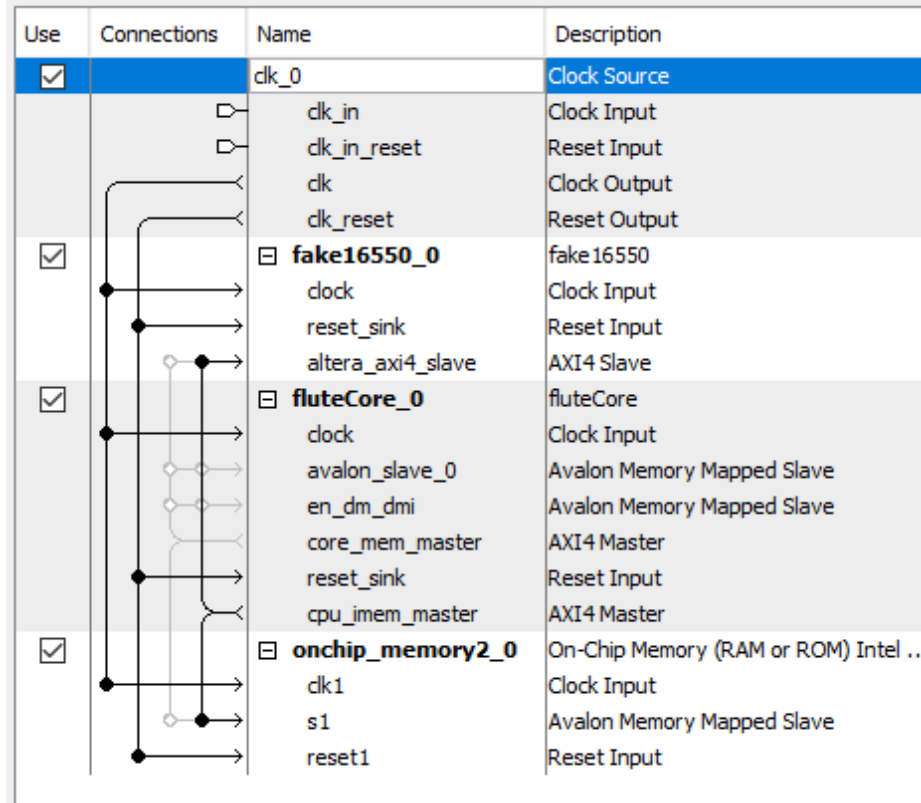 Use Connections Name Description
clk_0 Clock Source
clk_in Clock Input
clk_in_reset Reset Input
clk Clock Output
clk_reset Reset Output
fake16550_0 fake16550
clock Clock Input
reset_sink Reset Input
altera_axi4_slave AXI4 Slave
fluteCore_0 fluteCore
clock Clock Input
avalon_slave_0 Avalon Memory Mapped Slave
en_dm_dmi Avalon Memory Mapped Slave
core_mem_master AXI4 Master
reset_sink Reset Input
cpu_imem_master AXI4 Master
onchip_memory2_0 On-Chip Memory (RAM or ROM) Intel ...
clk1 Clock Input
s1 Avalon Memory Mapped Slave
reset1 Reset Input